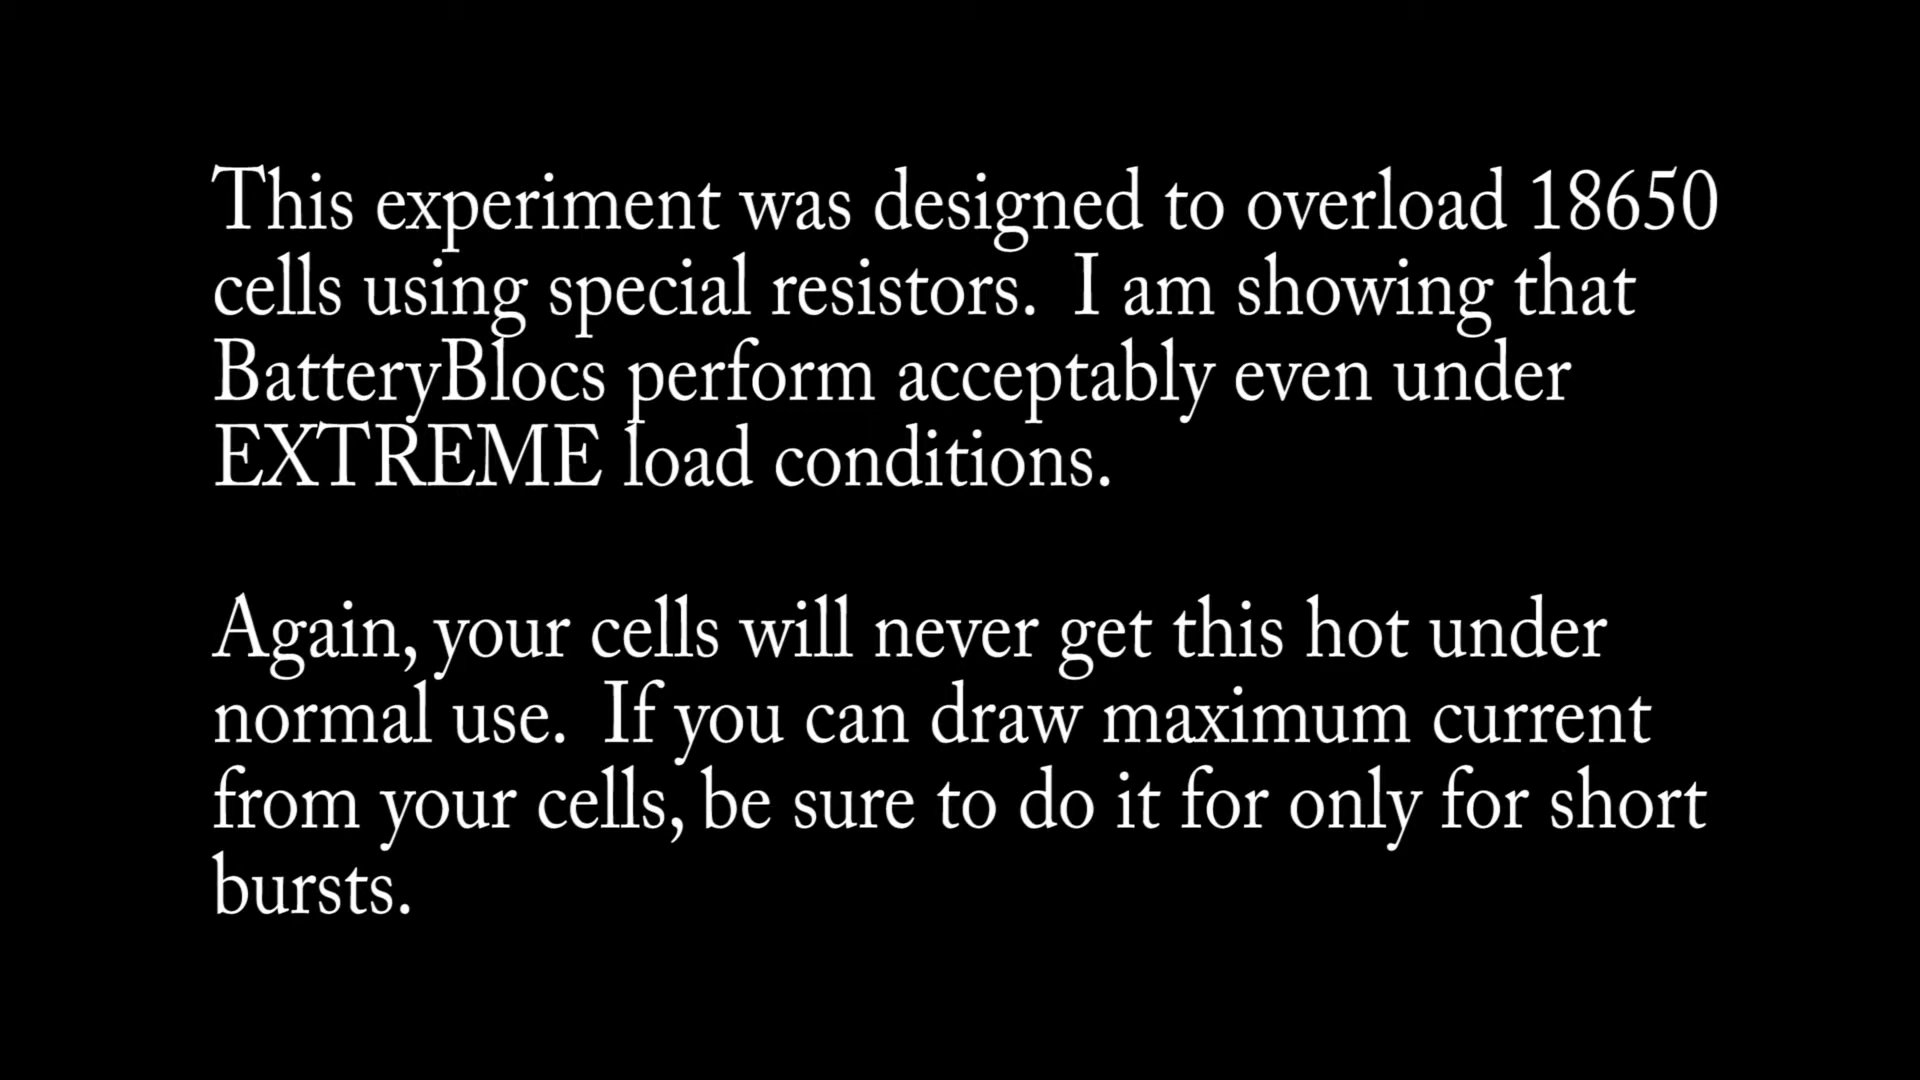 This experiment was designed to overload 18650
cells using special resistors.  I am showing that
BatteryBlocs perform acceptably even under
EXTREME load conditions.
Again, your cells will never get this hot under
normal use.  If you can draw maximum current
from your cells, be sure to do it for only for short
bursts.